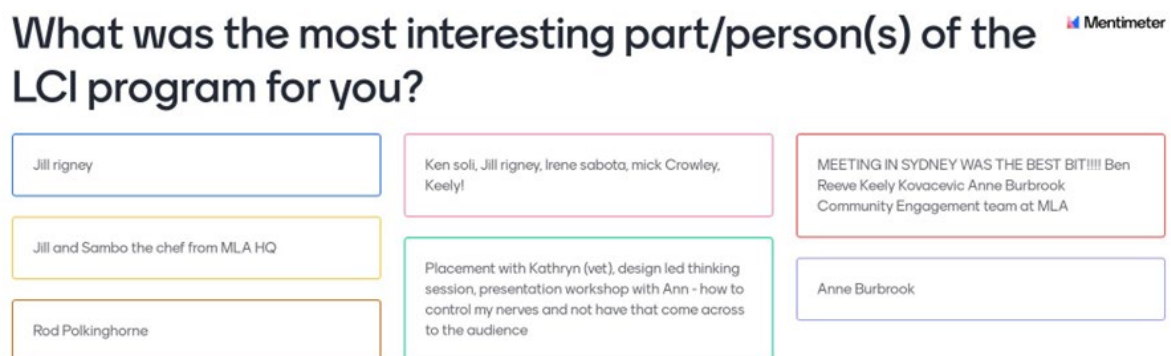 What was the most interesting part/person(s) of the
LCI program for you?
Mentimeter
Jill rigney
Jill and Sambo the chef from MLA HQ
Rod Polkinghorne
Ken soli, Jill rigney, Irene sabota, mick Crowley,
Keely!
Placement with Kathryn (vet), design led thinking
session, presentation workshop with Ann - how to
control my nerves and not have that come across
to the audience
MEETING IN SYDNEY WAS THE BEST BIT!!!! Ben
Reeve Keely Kovacevic Anne Burbrook
Community Engagement team at MLA
Anne Burbrook